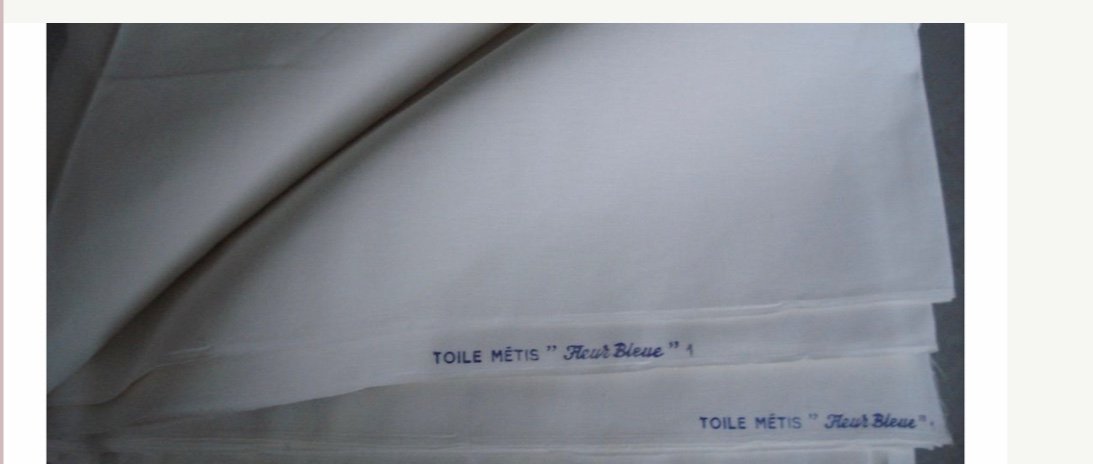 TOILE MÉTIS " Fleur Bleue " 1
TOILE MÉTIS " Fleur Bleue "